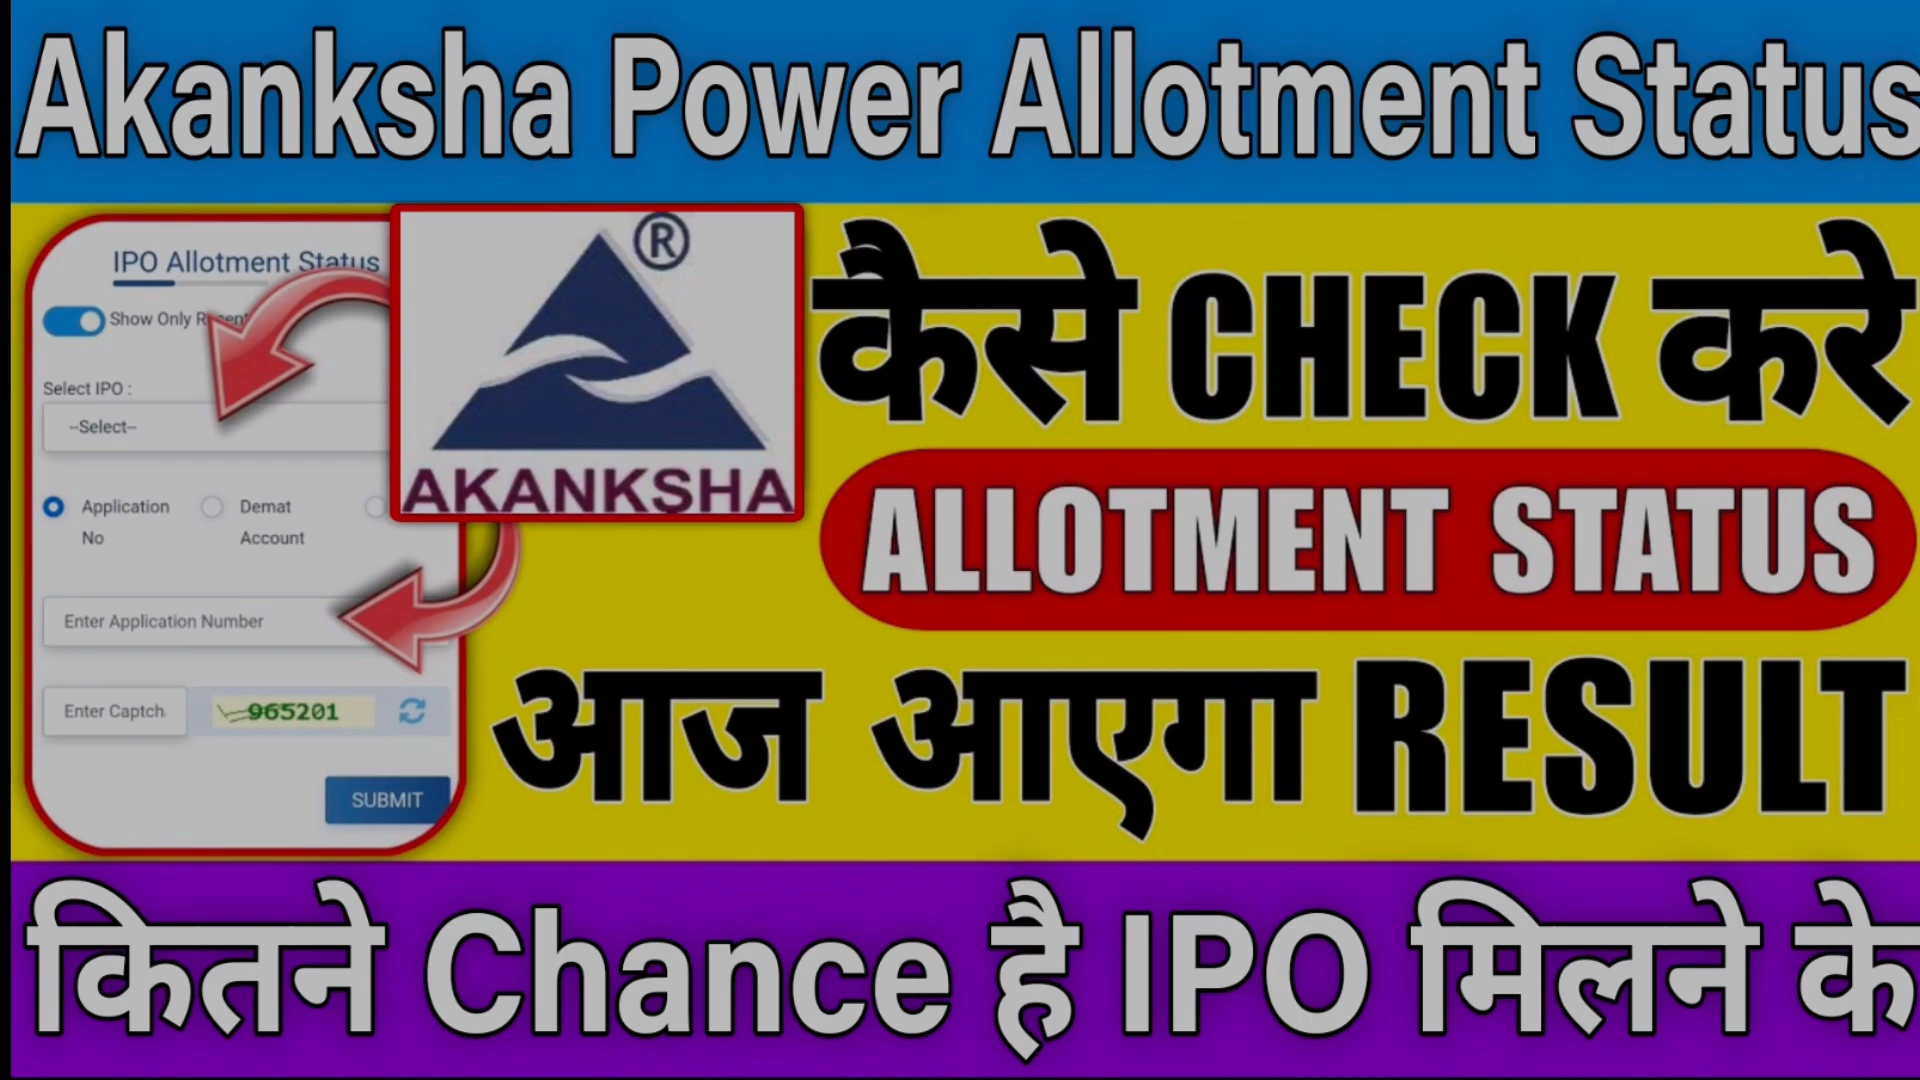 Akanksha Power Allotment Status
IPO Allotment Status
Show Only
Select IPO :
--Select--
Application No
Demat Account
Enter Application Number
Enter Captch
965201
SUBMIT
®
AKANKSHA
कैसे CHECK करे
ALLOTMENT STATUS
आज आएगा RESULT
कितने Chance है IPO मिलने के